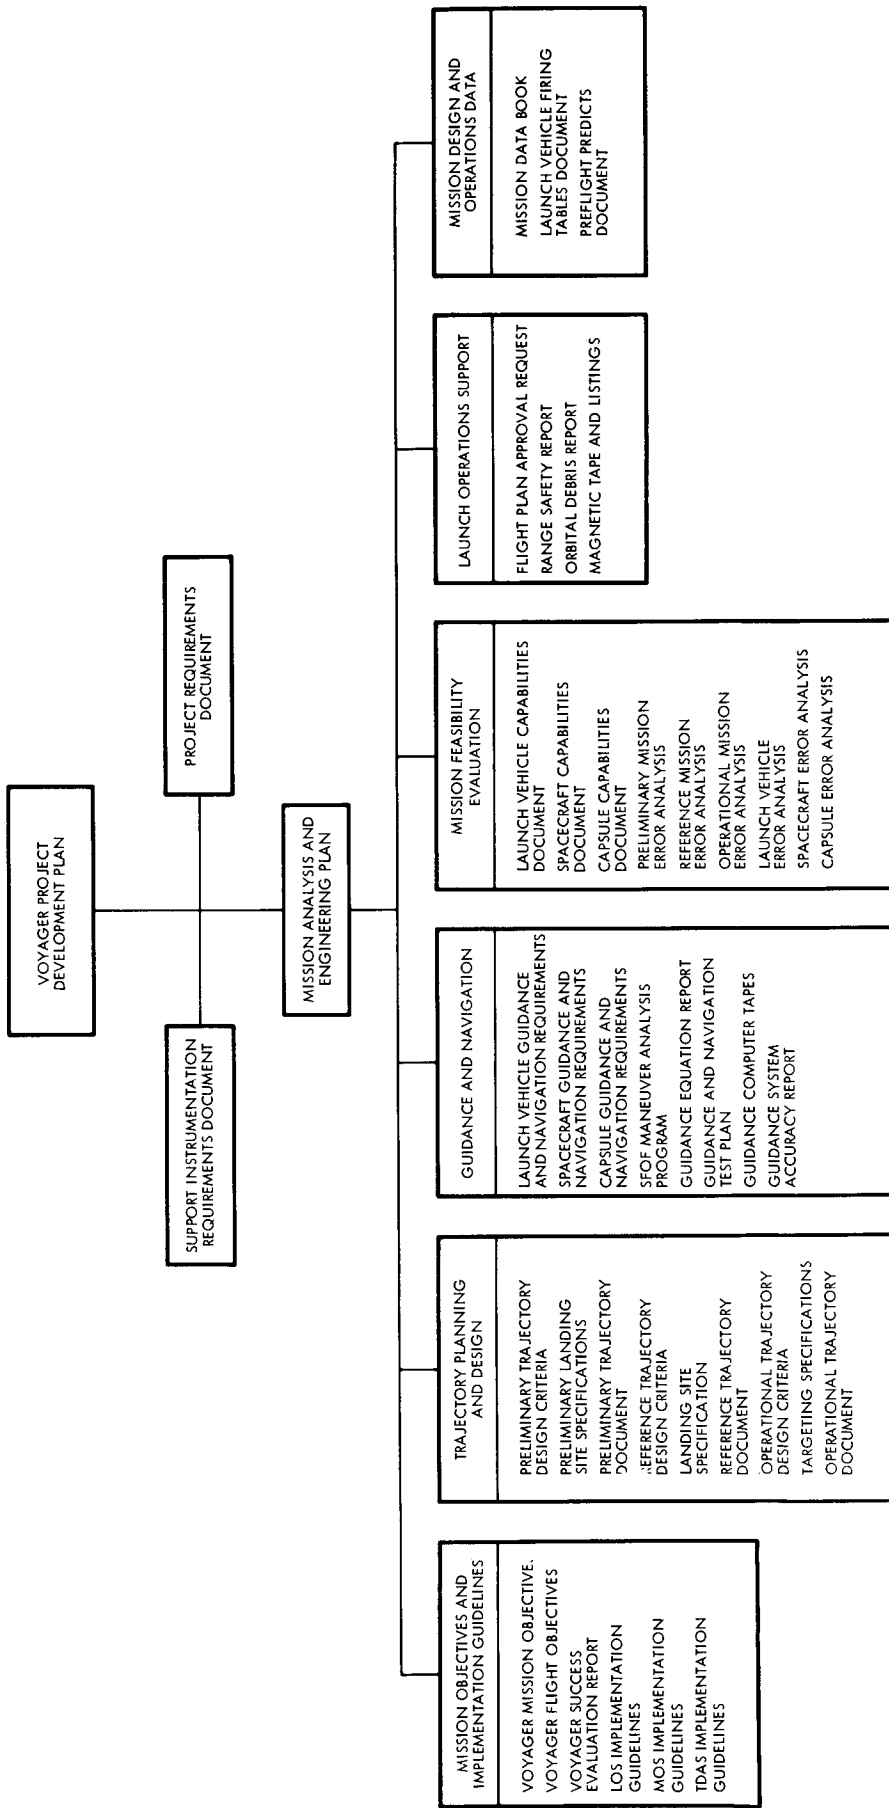 VOYAGER PROJECT
DEVELOPMENT PLAN
SUPPORT INSTRUMENTATION
REQUIREMENTS DOCUMENT
PROJECT REQUIREMENTS
DOCUMENT
MISSION ANALYSIS AND
ENGINEERING PLAN
MISSION OBJECTIVES AND
IMPLEMENTATION GUIDELINES
VOYAGER MISSION OBJECTIVE.
VOYAGER FLIGHT OBJECTIVES
VOYAGER SUCCESS
EVALUATION REPORT
LOS IMPLEMENTATION
GUIDELINES
MOS IMPLEMENTATION
GUIDELINES
TDAS IMPLEMENTATION
GUIDELINES
TRAJECTORY PLANNING
AND DESIGN
PRELIMINARY TRAJECTORY
DESIGN CRITERIA
PRELIMINARY LANDING
SITE SPECIFICATIONS
PRELIMINARY TRAJECTORY
DOCUMENT
REFERENCE TRAJECTORY
DESIGN CRITERIA
LANDING SITE
SPECIFICATION
REFERENCE TRAJECTORY
DOCUMENT
OPERATIONAL TRAJECTORY
DESIGN CRITERIA
TARGETING SPECIFICATIONS
OPERATIONAL TRAJECTORY
DOCUMENT
GUIDANCE AND NAVIGATION
LAUNCH VEHICLE GUIDANCE
AND NAVIGATION REQUIREMENTS
SPACECRAFT GUIDANCE AND
NAVIGATION REQUIREMENTS
CAPSULE GUIDANCE AND
NAVIGATION REQUIREMENTS
SFOF MANEUVER ANALYSIS
PROGRAM
GUIDANCE EQUATION REPORT
GUIDANCE AND NAVIGATION
TEST PLAN
GUIDANCE COMPUTER TAPES
GUIDANCE SYSTEM
ACCURACY REPORT
MISSION FEASIBILITY
EVALUATION
LAUNCH VEHICLE CAPABILITIES
DOCUMENT
SPACECRAFT CAPABILITIES
DOCUMENT
CAPSULE CAPABILITIES
DOCUMENT
PRELIMINARY MISSION
ERROR ANALYSIS
REFERENCE MISSION
ERROR ANALYSIS
OPERATIONAL MISSION
ERROR ANALYSIS
LAUNCH VEHICLE
ERROR ANALYSIS
SPACECRAFT ERROR ANALYSIS
CAPSULE ERROR ANALYSIS
LAUNCH OPERATIONS SUPPORT
FLIGHT PLAN APPROVAL REQUEST
RANGE SAFETY REPORT
ORBITAL DEBRIS REPORT
MAGNETIC TAPE AND LISTINGS
MISSION DESIGN AND
OPERATIONS DATA
MISSION DATA BOOK
LAUNCH VEHICLE FIRING
TABLES DOCUMENT
PREFLIGHT PREDICTS
DOCUMENT